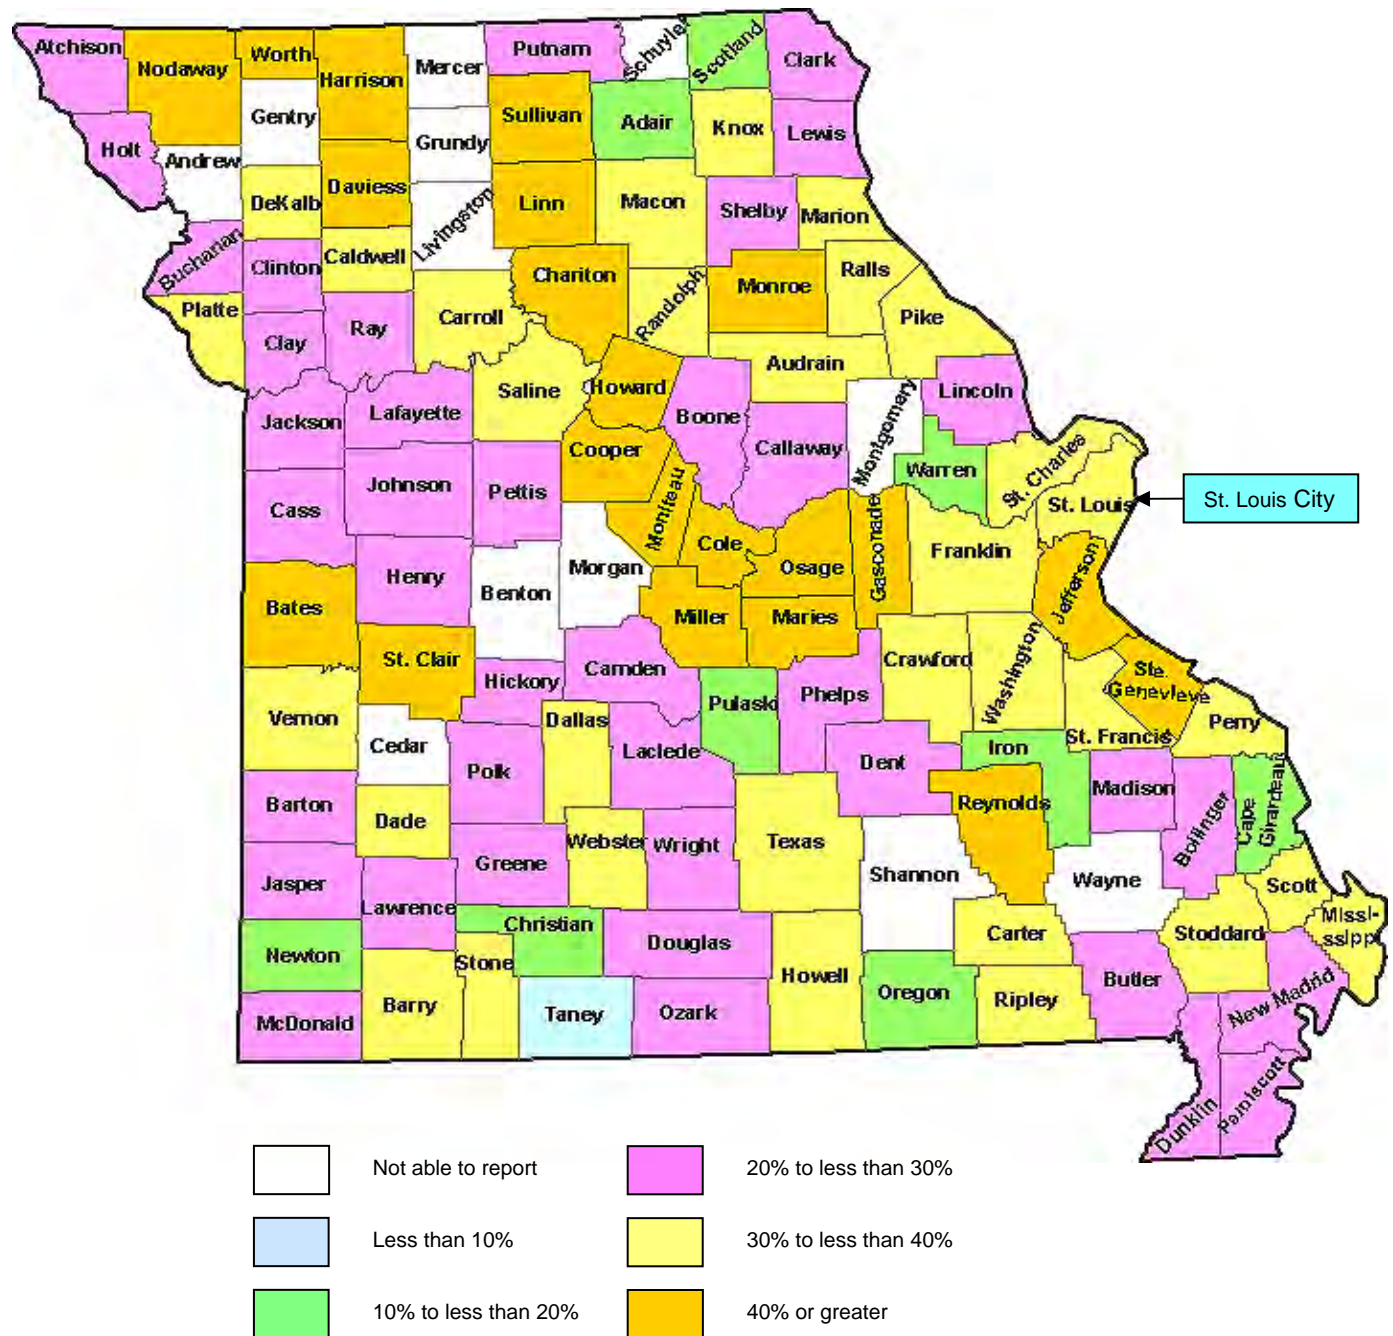 Atchison
Nodaway
Worth
Harrison
Mercer
Putnam
Schuyler
Scotland
Clark
Gentry
Sullivan
Adair
Knox
Lewis
Holt
Andrew
Grundy
DeKalb
Daviess
Livingston
Linn
Macon
Shelby
Marion
Buchanan
Clinton
Caldwell
Chariton
Randolph
Monroe
Ralls
Pike
Platte
Clay
Ray
Carroll
Audrain
Saline
Howard
Boone
Lincoln
Jackson
Lafayette
Callaway
Montgomery
Cooper
Warren
St. Charles
Johnson
Pettis
Cass
Moniteau
St. Louis
St. Louis City
Cole
Osage
Gasconade
Franklin
Morgan
Henry
Benton
Jefferson
Bates
Miller
Maries
St. Clair
Camden
Crawford
Washington
Hickory
Phelps
Pulaski
Ste.
Genevieve
Vernon
Dallas
Perry
St. Francis
Cedar
Laclede
Dent
Iron
Polk
Madison
Barton
Reynolds
Bollinger
Cape
Girardeau
Dade
Webster
Wright
Texas
Greene
Shannon
Wayne
Jasper
Scott
Lawrence
Christian
Missi-
ssipp
Newton
Stone
Douglas
Howell
Carter
Stoddard
Barry
Oregon
Ripley
Butler
New Madrid
McDonald
Taney
Ozark
Dunklin
Pemiscott
Not able to report
20% to less than 30%
Less than 10%
30% to less than 40%
10% to less than 20%
40% or greater